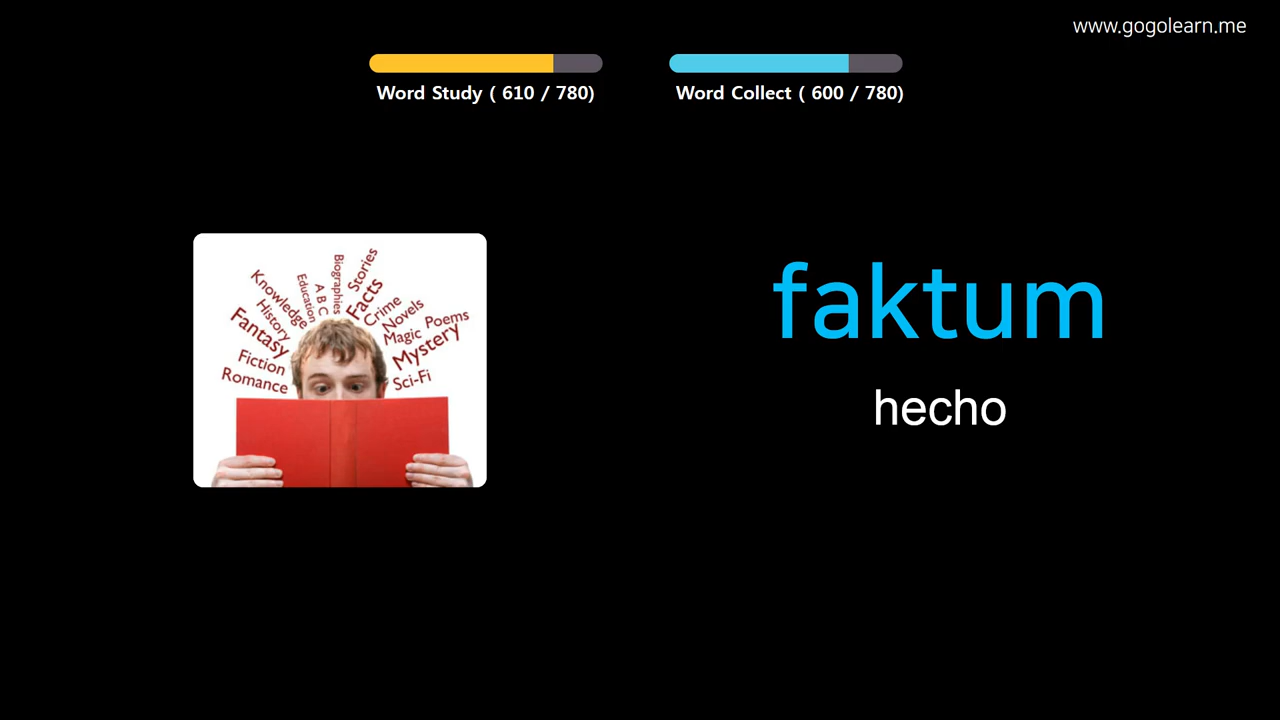 www.gogolearn.me
Word Study ( 610 / 780)
Word Collect ( 600 / 780)
faktum
hecho
Knowledge
History
Fantasy
Fiction
Romance
Education
A B C
Biographies
Stories
Facts
Crime
Novels
Magic
Poems
Mystery
Sci-Fi